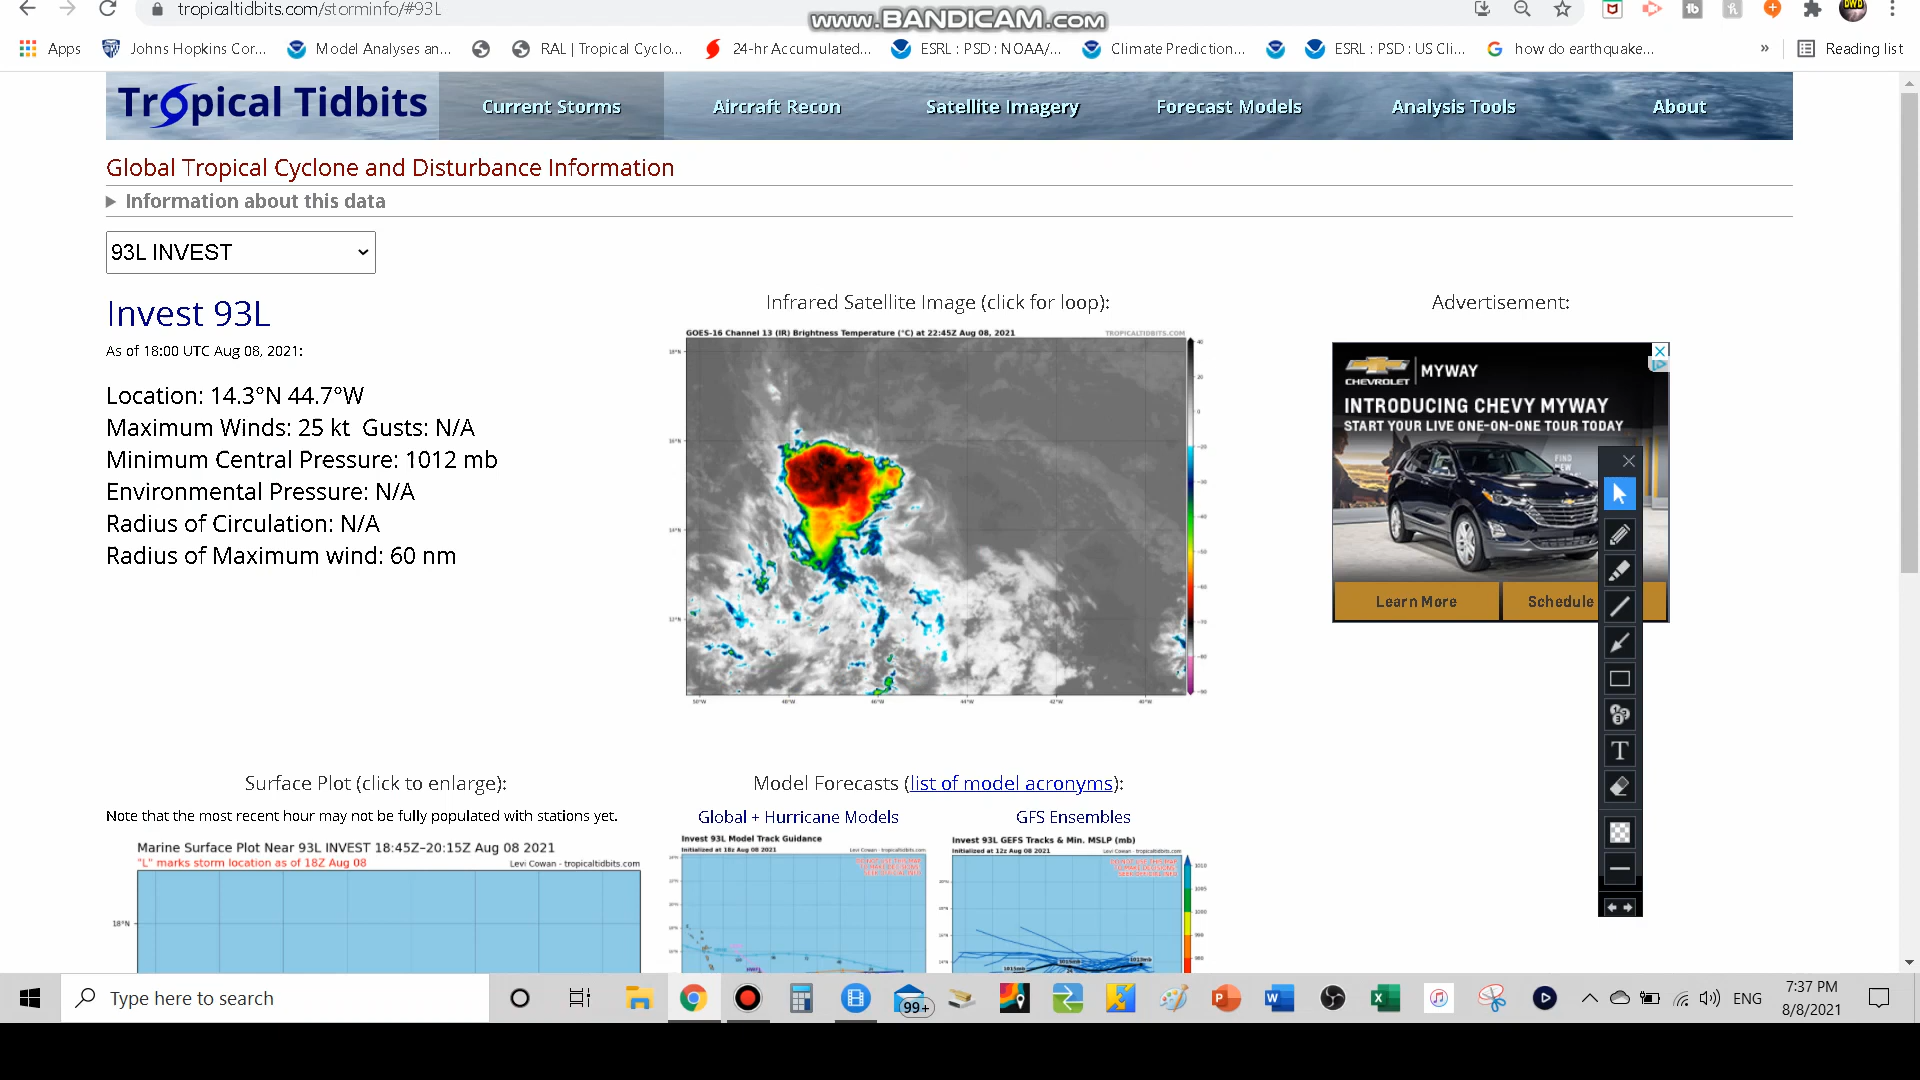 tropicaltidbits.com/storminfo/#93L
www.BANDICAM.com
Apps
Johns Hopkins Cor...
Model Analyses an...
RAL | Tropical Cyclo...
24-hr Accumulated...
ESRL : PSD : NOAA/...
Climate Prediction...
ESRL : PSD : US Cli...
how do earthquake...
»
Reading list
Tropical Tidbits
Current Storms
Aircraft Recon
Satellite Imagery
Forecast Models
Analysis Tools
About
Global Tropical Cyclone and Disturbance Information
Information about this data
93L INVEST
Invest 93L
As of 18:00 UTC Aug 08, 2021:
Location: 14.3°N 44.7°W
Maximum Winds: 25 kt Gusts: N/A
Minimum Central Pressure: 1012 mb
Environmental Pressure: N/A
Radius of Circulation: N/A
Radius of Maximum wind: 60 nm
Infrared Satellite Image (click for loop):
GOES-16 Channel 13 (IR) Brightness Temperature (°C) at 22:45Z Aug 08, 2021
TROPICALTIDBITS.COM
Advertisement:
CHEVROLET
MYWAY
INTRODUCING CHEVY MYWAY
START YOUR LIVE ONE-ON-ONE TOUR TODAY
Learn More
Schedule
Surface Plot (click to enlarge):
Note that the most recent hour may not be fully populated with stations yet.
Marine Surface Plot Near 93L INVEST 18:45Z-20:15Z Aug 08 2021
"L" marks storm location as of 18Z Aug 08
Levi Cowan - tropicaltidbits.com
18°N
Model Forecasts (list of model acronyms):
Global + Hurricane Models
GFS Ensembles
Invest 93L Model Track Guidance
Initialized at 18z Aug 08 2021
Levi Cowan - tropicaltidbits.com
Invest 93L GEFS Tracks & Min. MSLP (mb)
Initialized at 12z Aug 08 2021
Levi Cowan - tropicaltidbits.com
Type here to search
99+
ENG
7:37 PM
8/8/2021